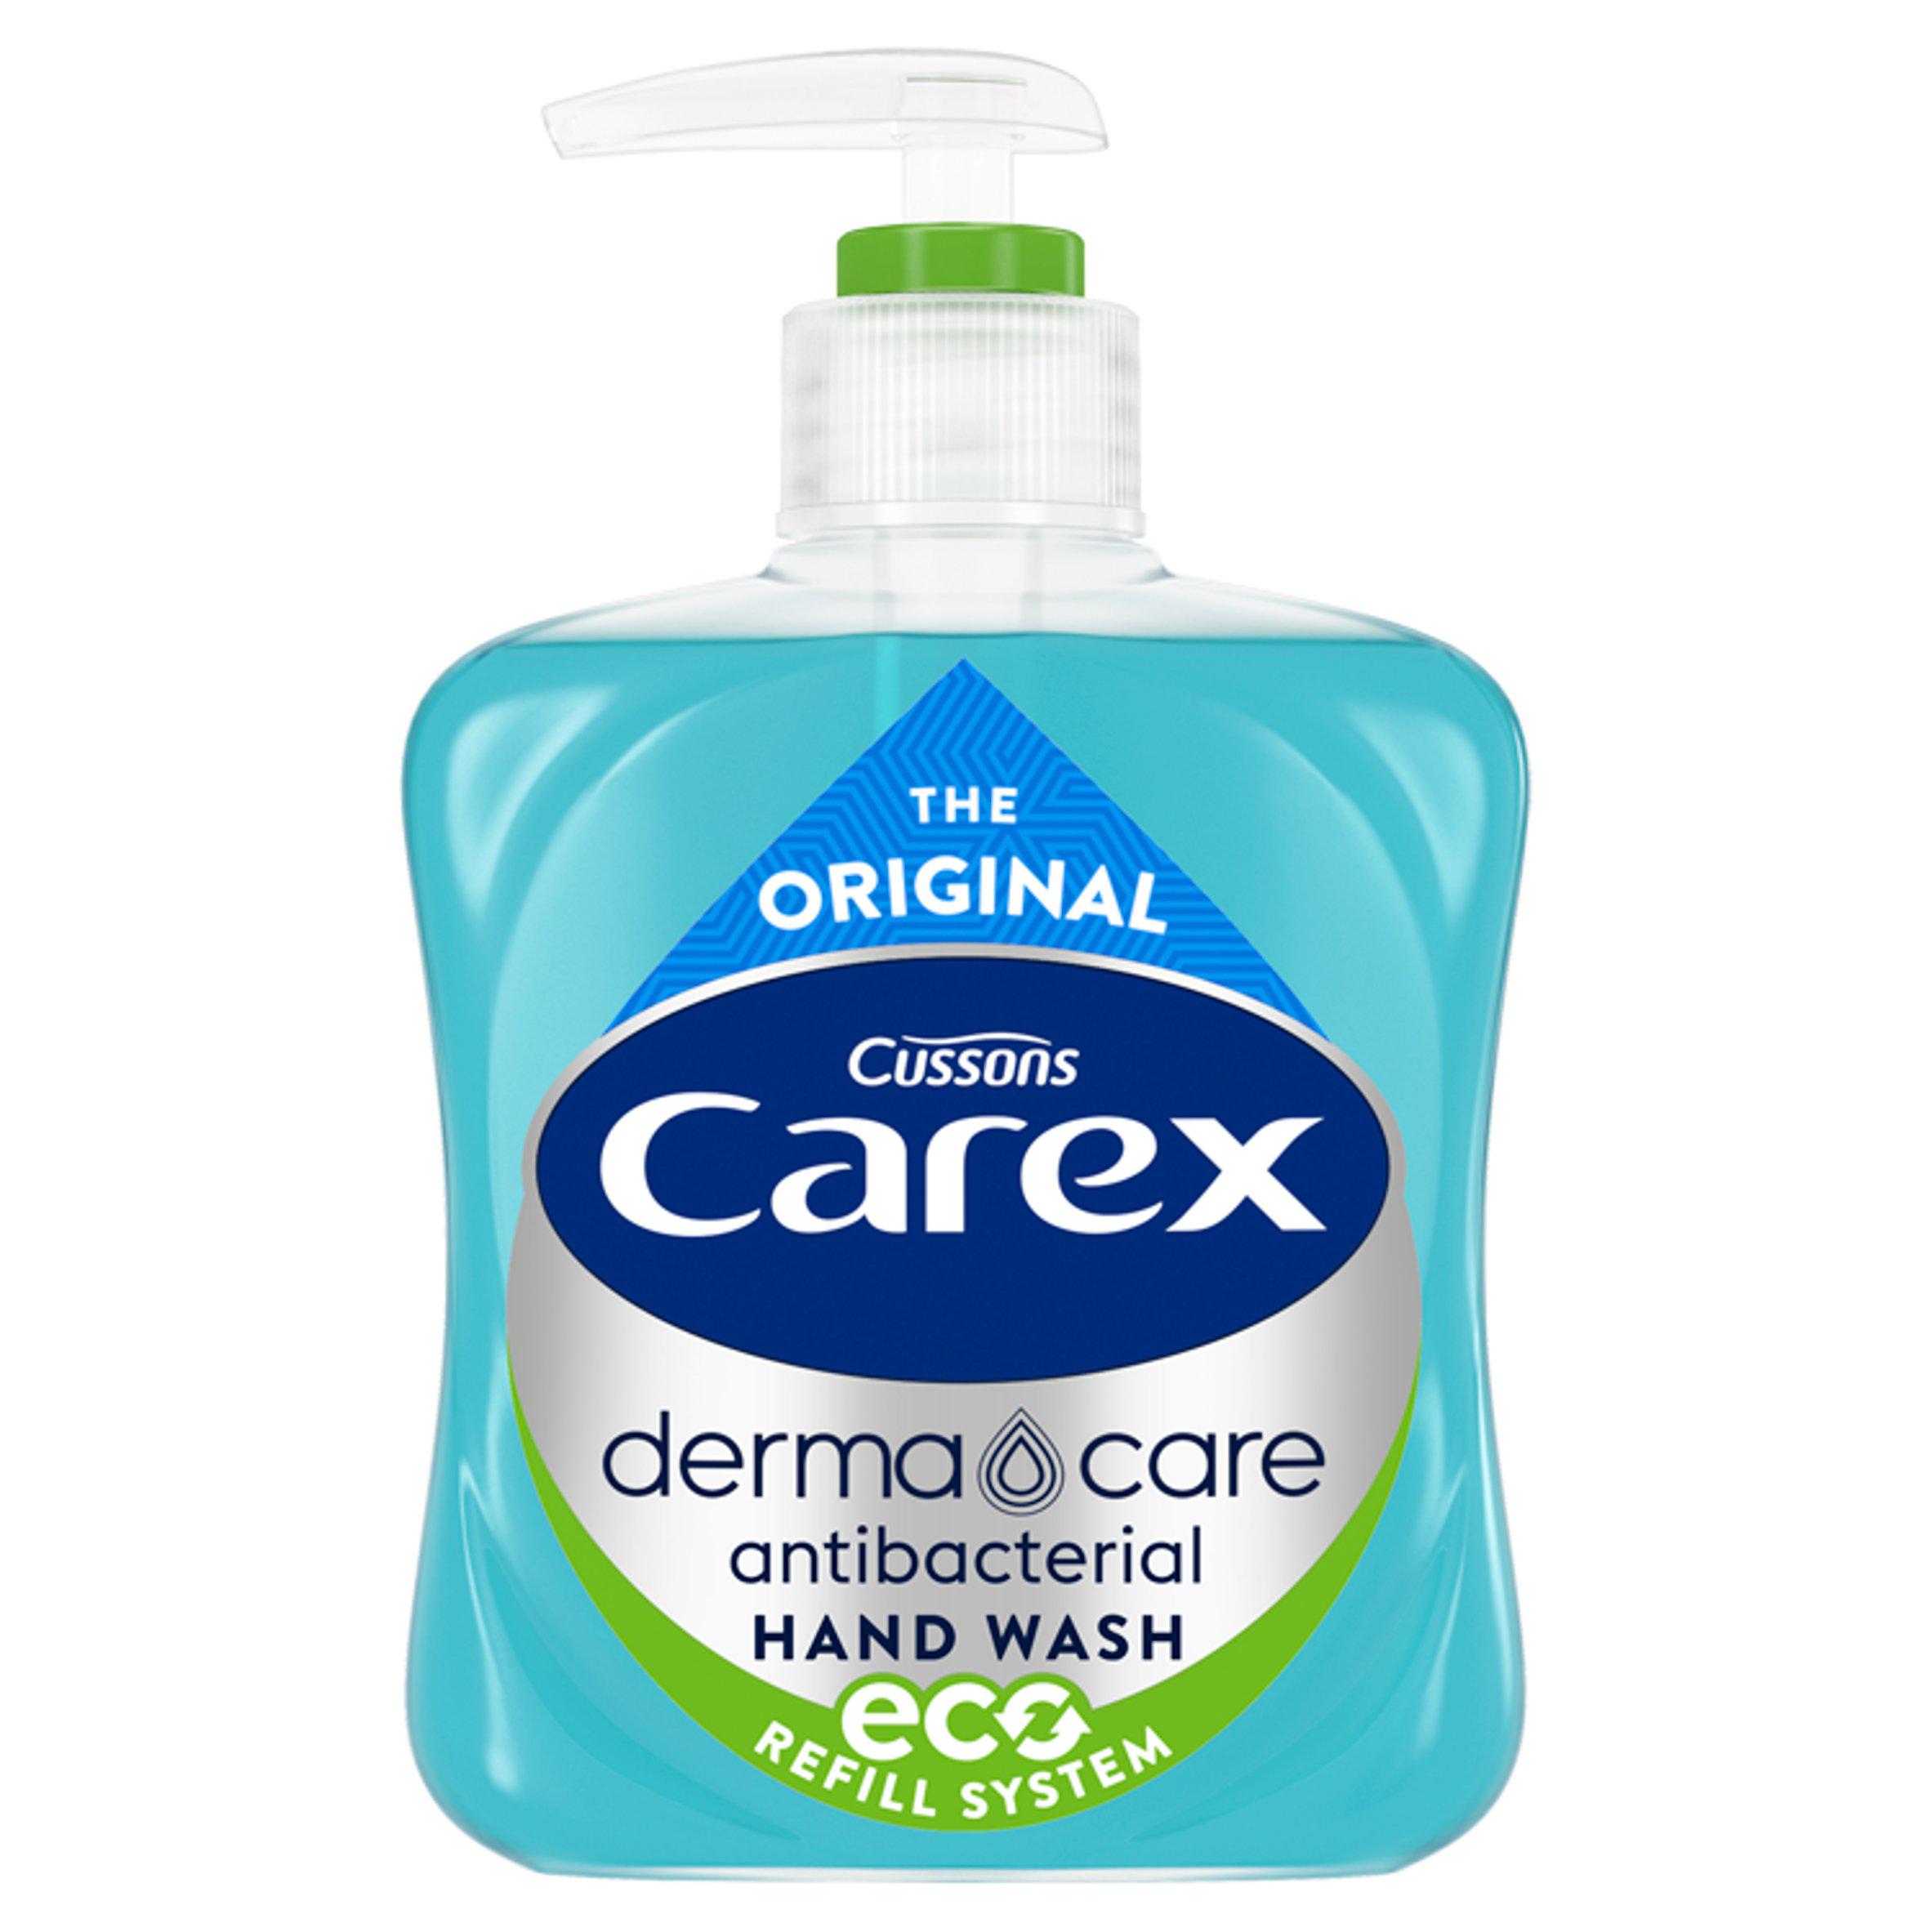 THE
ORIGINAL
Cussons
Carex
derma care
antibacterial
HAND WASH
eco
REFILL SYSTEM